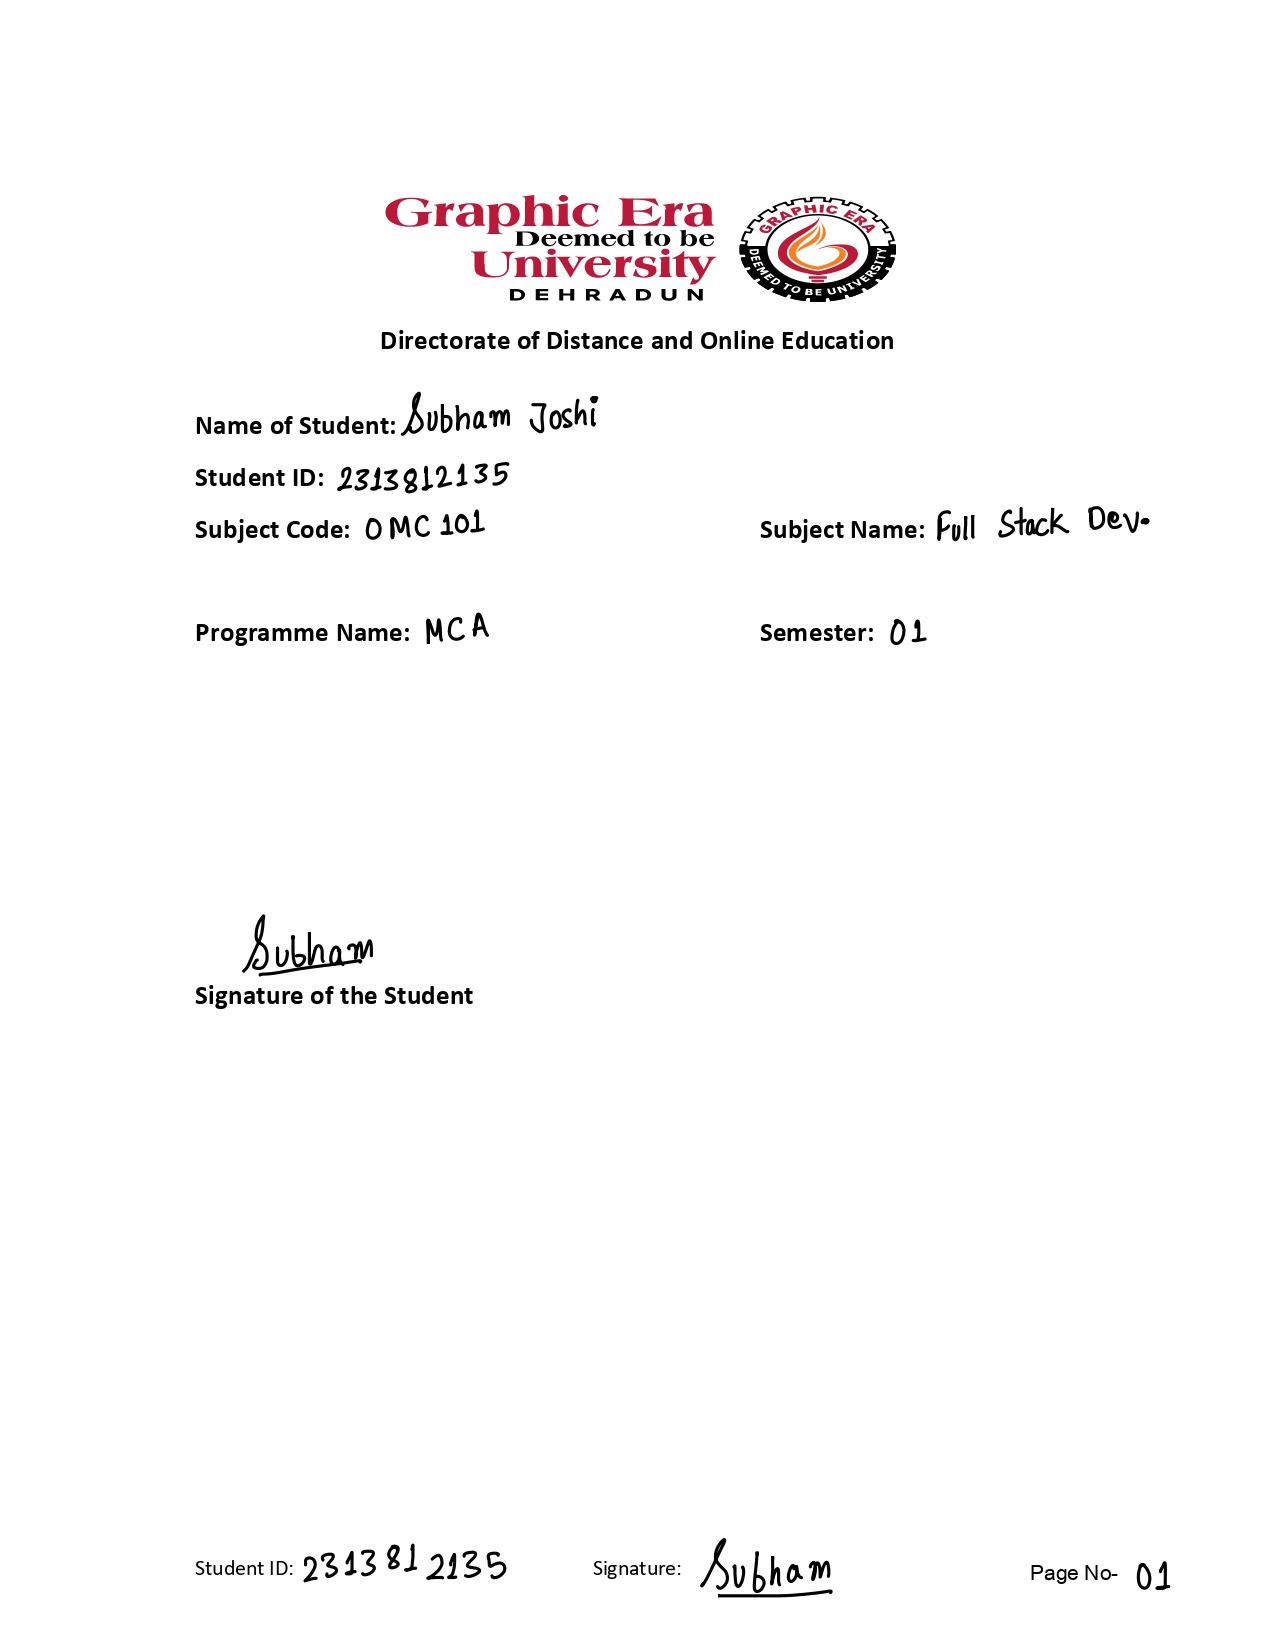 Graphic Era
Deemed to be
University
DEHRADUN
GRAPHIC ERA
DEEMED TO BE UNIVERSITY
Directorate of Distance and Online Education
Name of Student: Subham Joshi
Student ID: 2313812135
Subject Code: OMC 101 Subject Name: Full Stack Dev.
Programme Name: MCA Semester: 01
Subham
Signature of the Student
Student ID: 2313812135 Signature: Subham Page No- 01